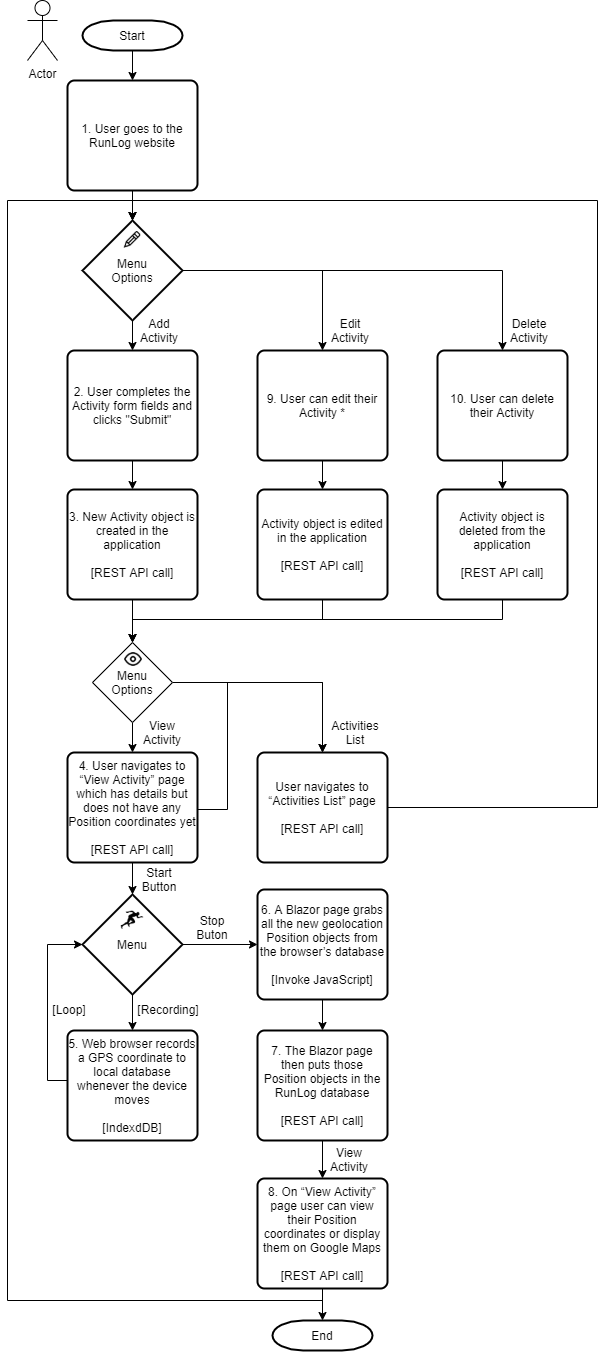 Start
Actor
1. User goes to the
RunLog website
Menu
Options
Add
Activity
Edit
Activity
Delete
Activity
2. User completes the
Activity form fields and
clicks "Submit"
9. User can edit their
Activity *
10. User can delete
their Activity
3. New Activity object is
created in the
application
[REST API call]
Activity object is edited
in the application
[REST API call]
Activity object is
deleted from the
application
[REST API call]
Menu
Options
View
Activity
Activities
List
4. User navigates to
“View Activity” page
which has details but
does not have any
Position coordinates yet
[REST API call]
User navigates to
“Activities List” page
[REST API call]
Start
Button
Menu
Stop
Buton
6. A Blazor page grabs
all the new geolocation
Position objects from
the browser’s database
[Invoke JavaScript]
[Loop]
[Recording]
5. Web browser records
a GPS coordinate to
local database
whenever the device
moves
[IndexdDB]
7. The Blazor page
then puts those
Position objects in the
RunLog database
[REST API call]
View
Activity
8. On “View Activity”
page user can view
their Position
coordinates or display
them on Google Maps
[REST API call]
End